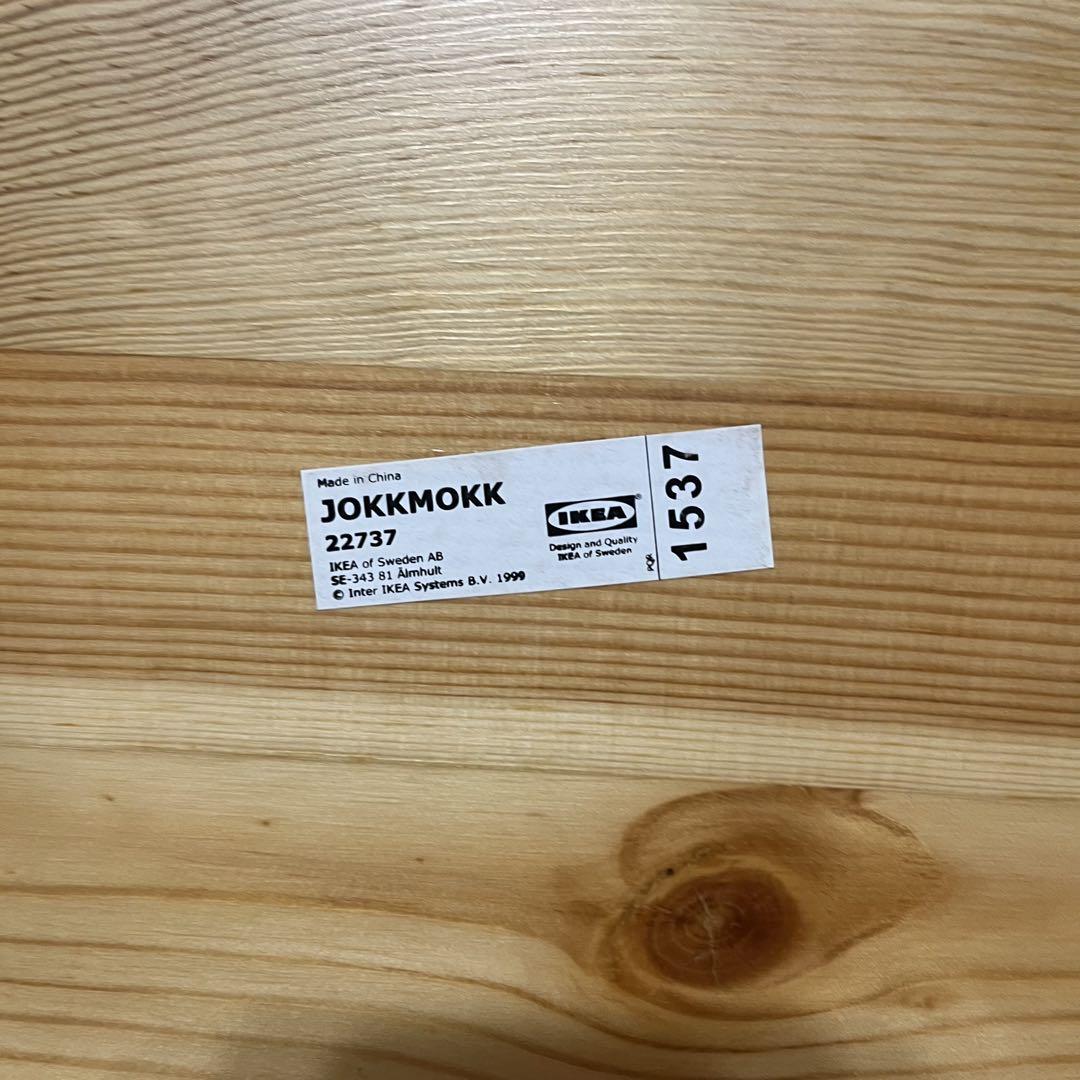 Made in China
JOKKMOKK
22737
IKEA of Sweden AB
SE-343 81 Älmhult
© Inter IKEA Systems B.V. 1999
IKEA®
Design and Quality
IKEA of Sweden
PQR
1537